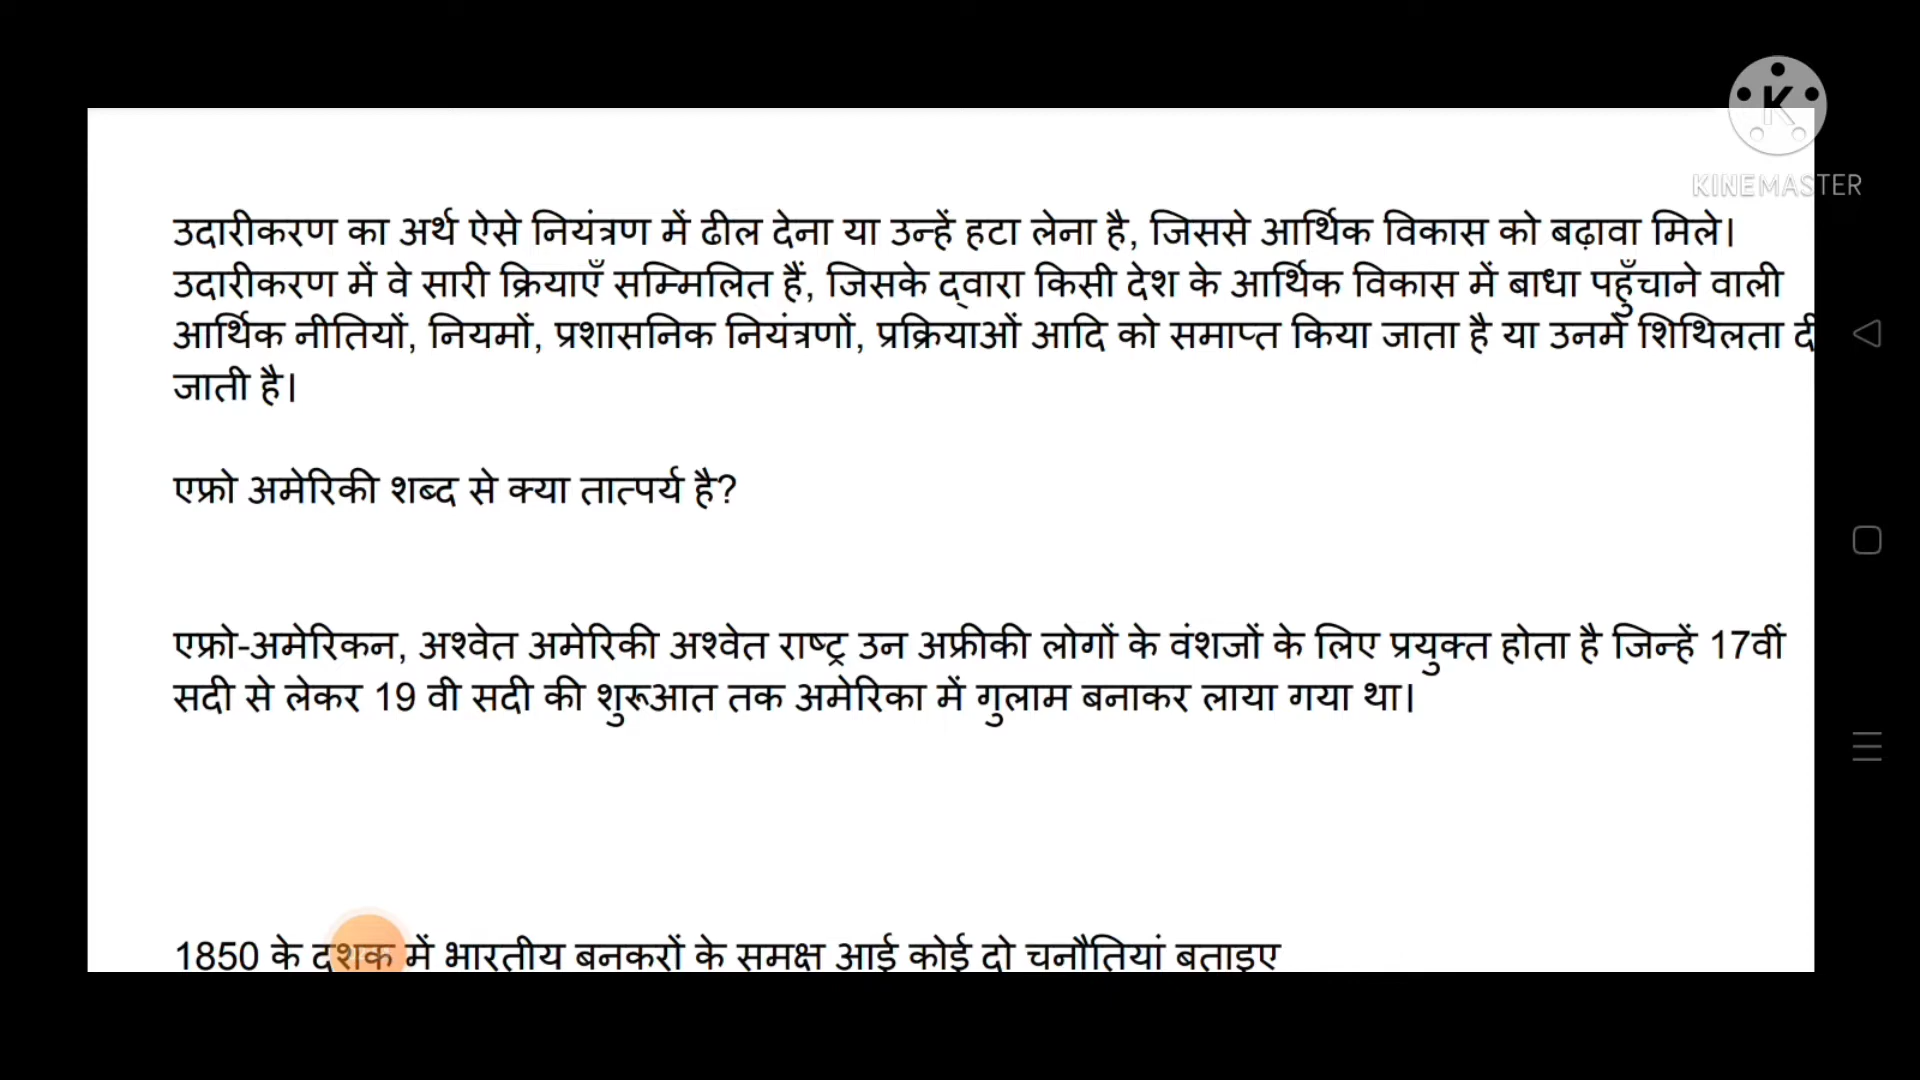 KINEMASTER
उदारीकरण का अर्थ ऐसे नियंत्रण में ढील देना या उन्हें हटा लेना है, जिससे आर्थिक विकास को बढ़ावा मिले।
उदारीकरण में वे सारी क्रियाएँ सम्मिलित हैं, जिसके द्वारा किसी देश के आर्थिक विकास में बाधा पहुँचाने वाली
आर्थिक नीतियों, नियमों, प्रशासनिक नियंत्रणों, प्रक्रियाओं आदि को समाप्त किया जाता है या उनमें शिथिलता दी
जाती है।
एफ्रो अमेरिकी शब्द से क्या तात्पर्य है?
एफ्रो-अमेरिकन, अश्वेत अमेरिकी अश्वेत राष्ट्र उन अफ्रीकी लोगों के वंशजों के लिए प्रयुक्त होता है जिन्हें 17वीं
सदी से लेकर 19 वी सदी की शुरूआत तक अमेरिका में गुलाम बनाकर लाया गया था।
1850 के दशक में भारतीय बुनकरों के समक्ष आई कोई दो चुनौतियां बताइए